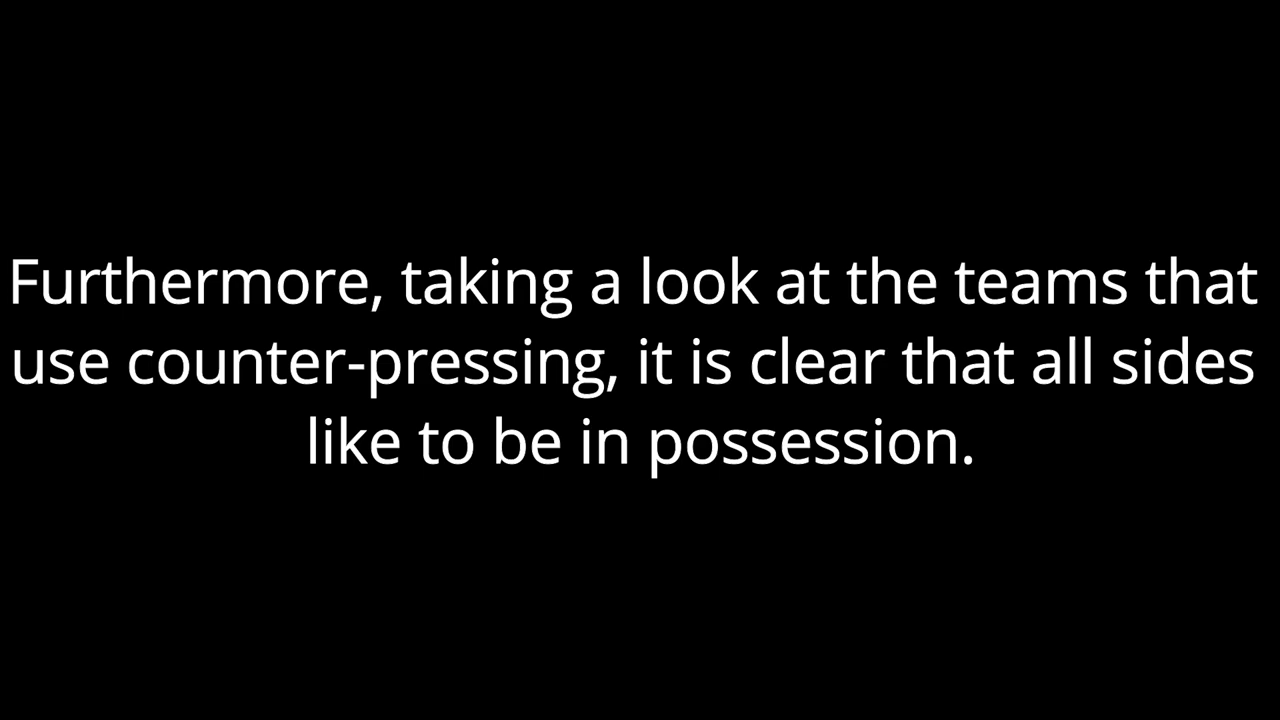 Furthermore, taking a look at the teams that
use counter-pressing, it is clear that all sides
like to be in possession.